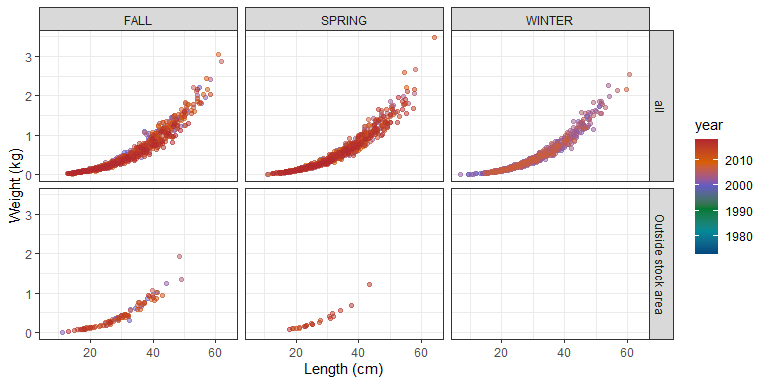 FALL SPRING WINTER
3
2
1
0
all
3
2
1
0
Outside stock area
Weight (kg)
20 40 60 20 40 60 20 40 60
Length (cm)
year
2010
2000
1990
1980